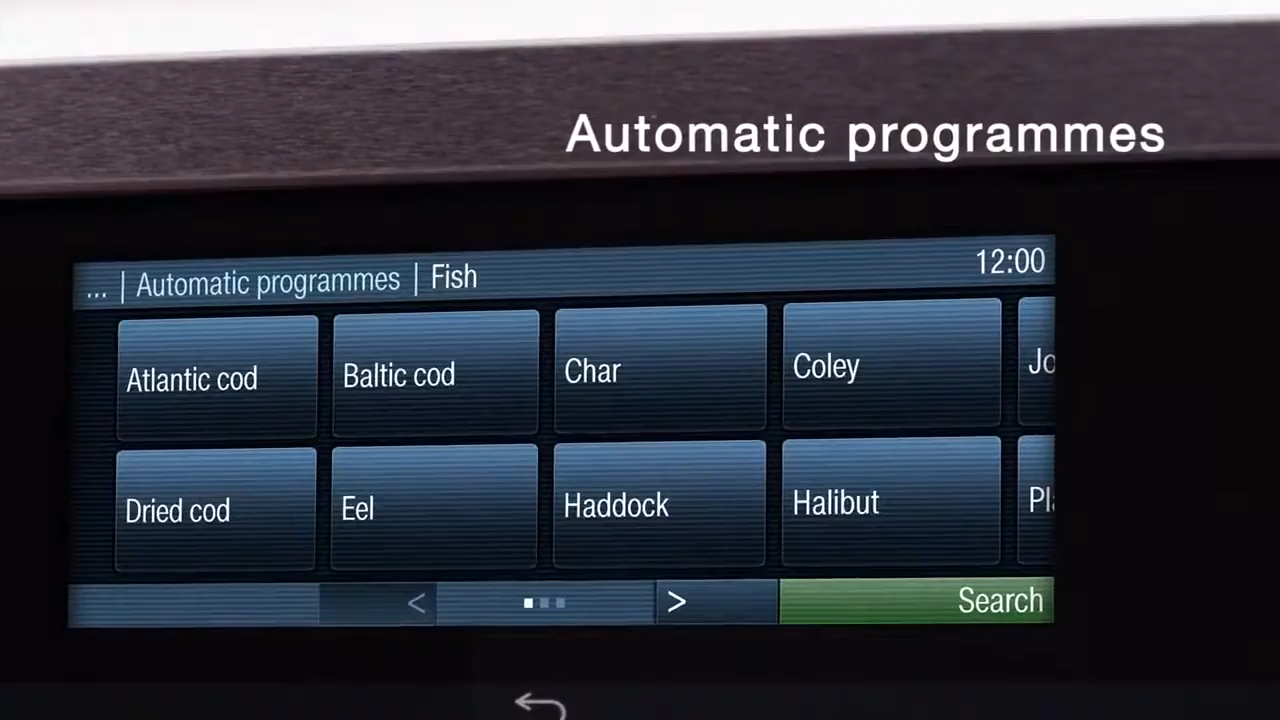 Automatic programmes
... | Automatic programmes | Fish 12:00
Atlantic cod Baltic cod Char Coley
Dried cod Eel Haddock Halibut
< > Search